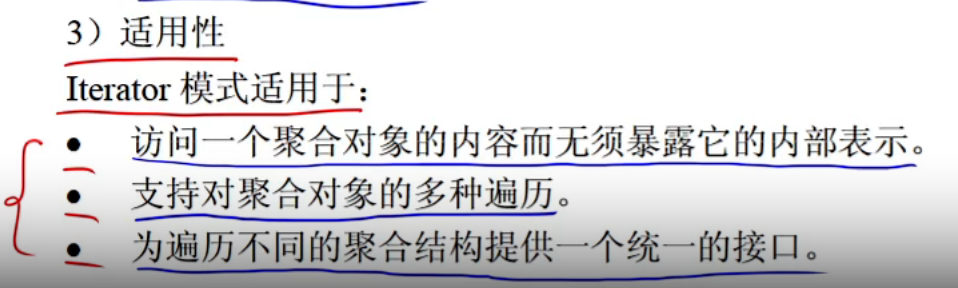 3）适用性
Iterator 模式适用于：
● 访问一个聚合对象的内容而无须暴露它的内部表示。
● 支持对聚合对象的多种遍历。
● 为遍历不同的聚合结构提供一个统一的接口。